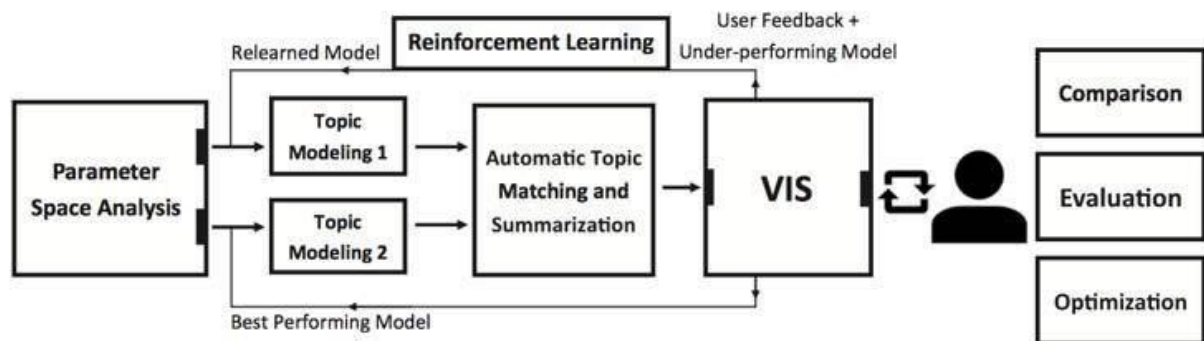 User Feedback +
Under-performing Model
Reinforcement Learning
Relearned Model
Parameter
Space Analysis
Topic
Modeling 1
Topic
Modeling 2
Automatic Topic
Matching and
Summarization
VIS
Comparison
Evaluation
Optimization
Best Performing Model